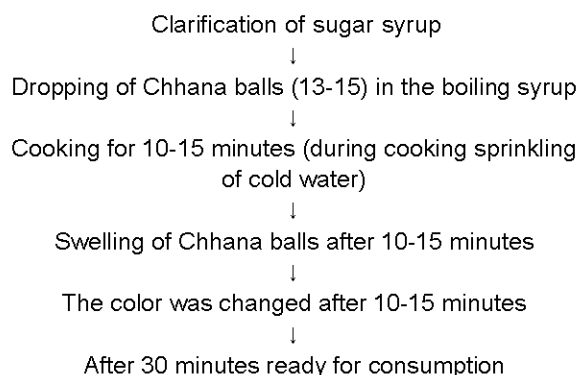 Clarification of sugar syrup
↓
Dropping of Chhana balls (13-15) in the boiling syrup
↓
Cooking for 10-15 minutes (during cooking sprinkling
of cold water)
↓
Swelling of Chhana balls after 10-15 minutes
↓
The color was changed after 10-15 minutes
↓
After 30 minutes ready for consumption